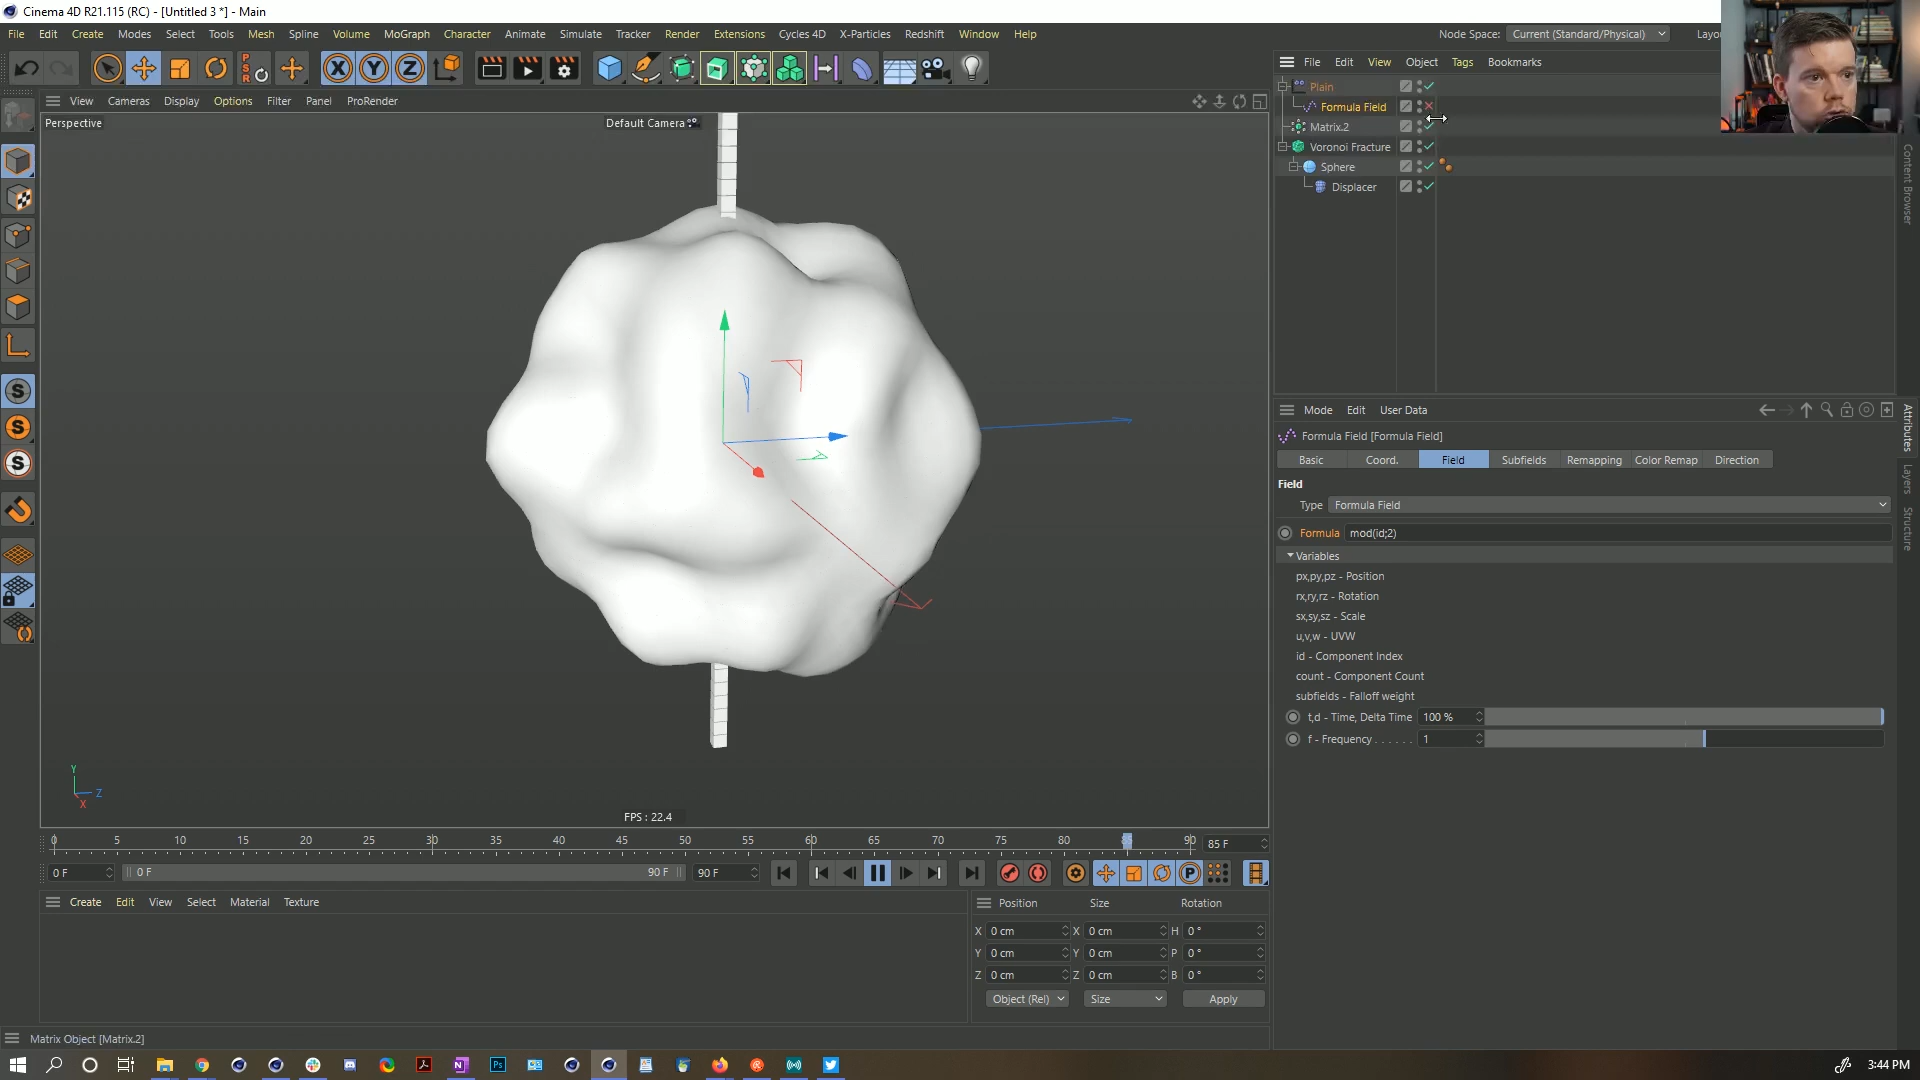 Cinema 4D R21.115 (RC) - [Untitled 3 *] - Main
File Edit Create Modes Select Tools Mesh Spline Volume MoGraph Character Animate Simulate Tracker Render Extensions Cycles 4D X-Particles Redshift Window Help
Node Space: Current (Standard/Physical)
PSR X Y Z
File Edit View Object Tags Bookmarks
Plain
Formula Field
Matrix.2
Voronoi Fracture
Sphere
Displacer
Content Browser
View Cameras Display Options Filter Panel ProRender
Perspective
Default Camera
Y
Z
X
FPS : 22.4
Mode Edit User Data
Formula Field [Formula Field]
Basic Coord. Field Subfields Remapping Color Remap Direction
Field
Type Formula Field
Formula mod(id;2)
Variables
px,py,pz - Position
rx,ry,rz - Rotation
sx,sy,sz - Scale
u,v,w - UVW
id - Component Index
count - Component Count
subfields - Falloff weight
t,d - Time, Delta Time 100 %
f - Frequency . . . . . . 1
Attributes
Layers
Structure
0 5 10 15 20 25 30 35 40 45 50 55 60 65 70 75 80 85 90 85 F
0 F 0 F 90 F 90 F
P
Create Edit View Select Material Texture
Position Size Rotation
X 0 cm X 0 cm H 0 °
Y 0 cm Y 0 cm P 0 °
Z 0 cm Z 0 cm B 0 °
Object (Rel) Size Apply
Matrix Object [Matrix.2]
3:44 PM